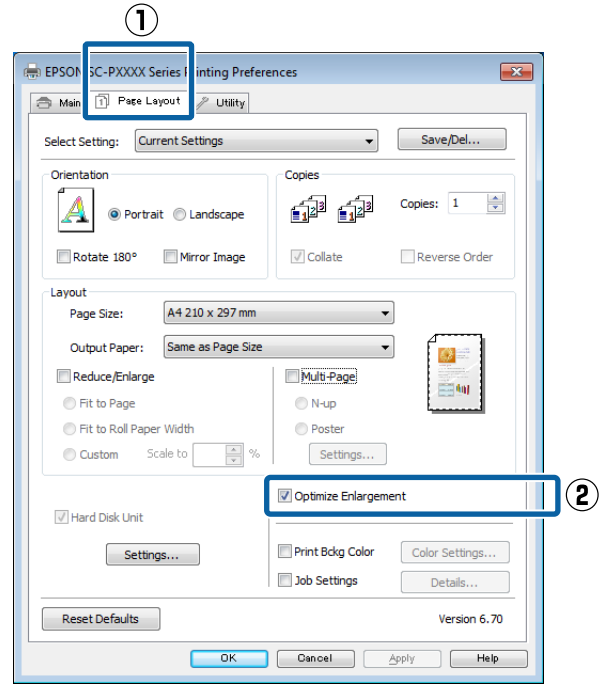 ①
EPSON SC-PXXXX Series Printing Preferences
Main Page Layout Utility
Select Setting: Current Settings Save/Del...
Orientation
Portrait Landscape
Rotate 180° Mirror Image
Copies
Copies: 1
Collate Reverse Order
Layout
Page Size: A4 210 x 297 mm
Output Paper: Same as Page Size
Reduce/Enlarge
Fit to Page
Fit to Roll Paper Width
Custom Scale to %
Multi-Page
N-up
Poster
Settings...
Optimize Enlargement ②
Hard Disk Unit
Settings...
Print Bckg Color Color Settings...
Job Settings Details...
Reset Defaults Version 6.70
OK Cancel Apply Help